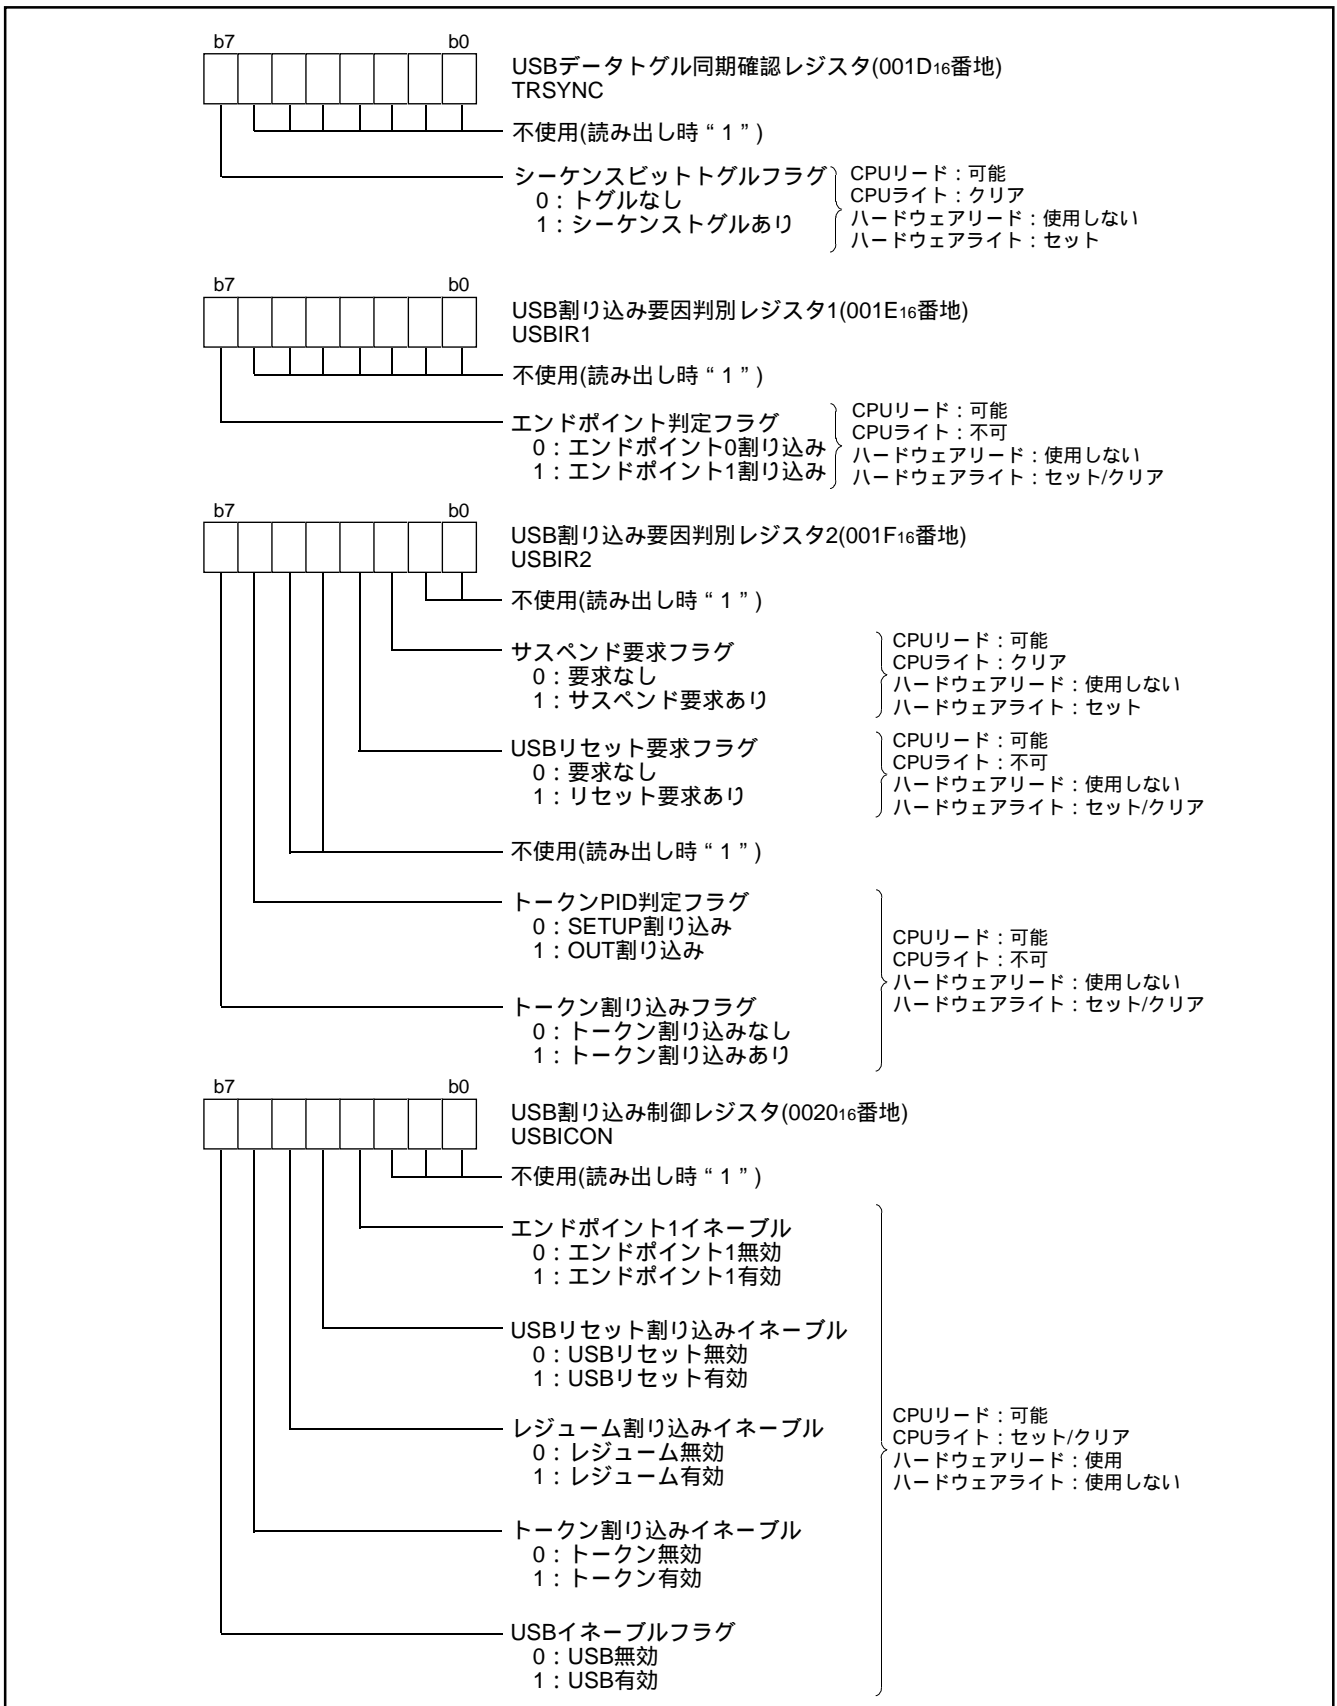 b7 b0
USBデータトグル同期確認レジスタ(001D16番地)
TRSYNC
不使用(読み出し時 “ 1 ” )
シーケンスビットトグルフラグ
0：トグルなし
1：シーケンストグルあり
CPUリード：可能
CPUライト：クリア
ハードウェアリード：使用しない
ハードウェアライト：セット
b7 b0
USB割り込み要因判別レジスタ1(001E16番地)
USBIR1
不使用(読み出し時 “ 1 ” )
エンドポイント判定フラグ
0：エンドポイント0割り込み
1：エンドポイント1割り込み
CPUリード：可能
CPUライト：不可
ハードウェアリード：使用しない
ハードウェアライト：セット/クリア
b7 b0
USB割り込み要因判別レジスタ2(001F16番地)
USBIR2
不使用(読み出し時 “ 1 ” )
サスペンド要求フラグ
0：要求なし
1：サスペンド要求あり
CPUリード：可能
CPUライト：クリア
ハードウェアリード：使用しない
ハードウェアライト：セット
USBリセット要求フラグ
0：要求なし
1：リセット要求あり
CPUリード：可能
CPUライト：不可
ハードウェアリード：使用しない
ハードウェアライト：セット/クリア
不使用(読み出し時 “ 1 ” )
トークンPID判定フラグ
0：SETUP割り込み
1：OUT割り込み
トークン割り込みフラグ
0：トークン割り込みなし
1：トークン割り込みあり
CPUリード：可能
CPUライト：不可
ハードウェアリード：使用しない
ハードウェアライト：セット/クリア
b7 b0
USB割り込み制御レジスタ(002016番地)
USBICON
不使用(読み出し時 “ 1 ” )
エンドポイント1イネーブル
0：エンドポイント1無効
1：エンドポイント1有効
USBリセット割り込みイネーブル
0：USBリセット無効
1：USBリセット有効
レジューム割り込みイネーブル
0：レジューム無効
1：レジューム有効
トークン割り込みイネーブル
0：トークン無効
1：トークン有効
USBイネーブルフラグ
0：USB無効
1：USB有効
CPUリード：可能
CPUライト：セット/クリア
ハードウェアリード：使用
ハードウェアライト：使用しない